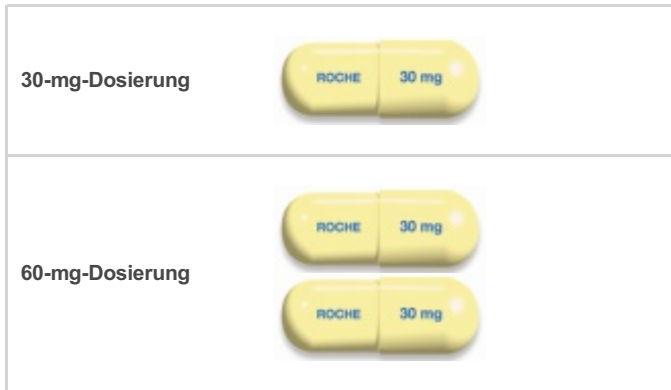 30-mg-Dosierung
ROCHE 30 mg
60-mg-Dosierung
ROCHE 30 mg
ROCHE 30 mg